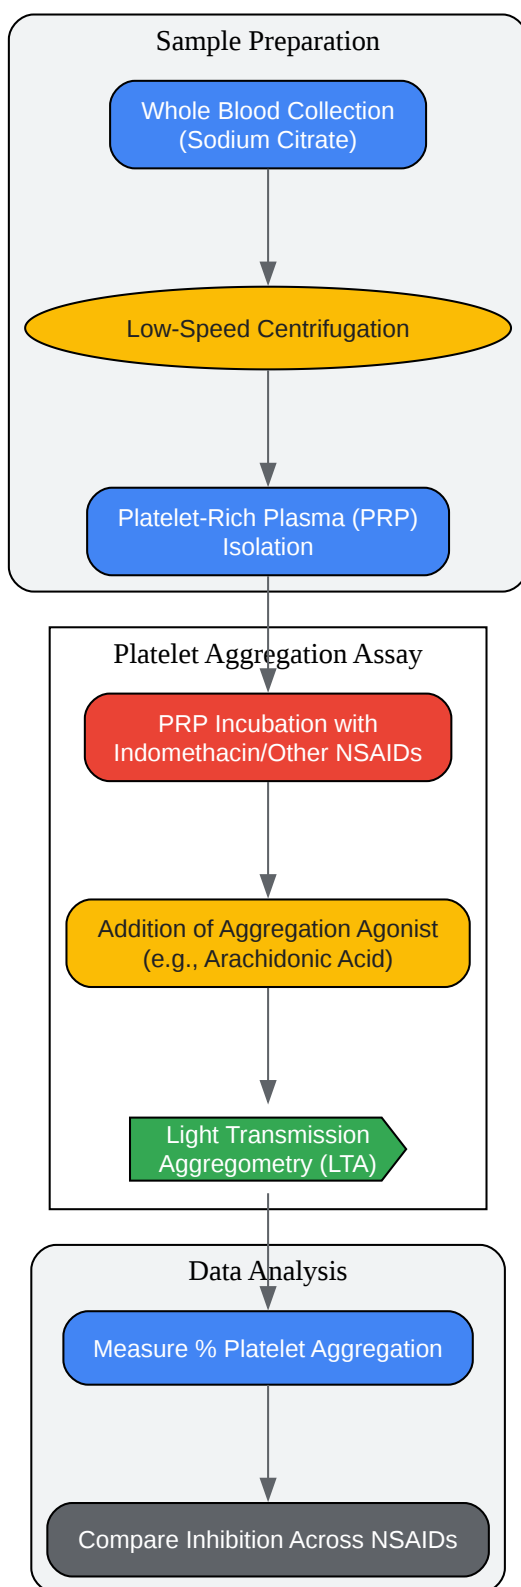 Sample Preparation
Whole Blood Collection
(Sodium Citrate)
Low-Speed Centrifugation
Platelet-Rich Plasma (PRP)
Isolation
Platelet Aggregation Assay
PRP Incubation with
Indomethacin/Other NSAIDs
Addition of Aggregation Agonist
(e.g., Arachidonic Acid)
Light Transmission
Aggregometry (LTA)
Data Analysis
Measure % Platelet Aggregation
Compare Inhibition Across NSAIDs